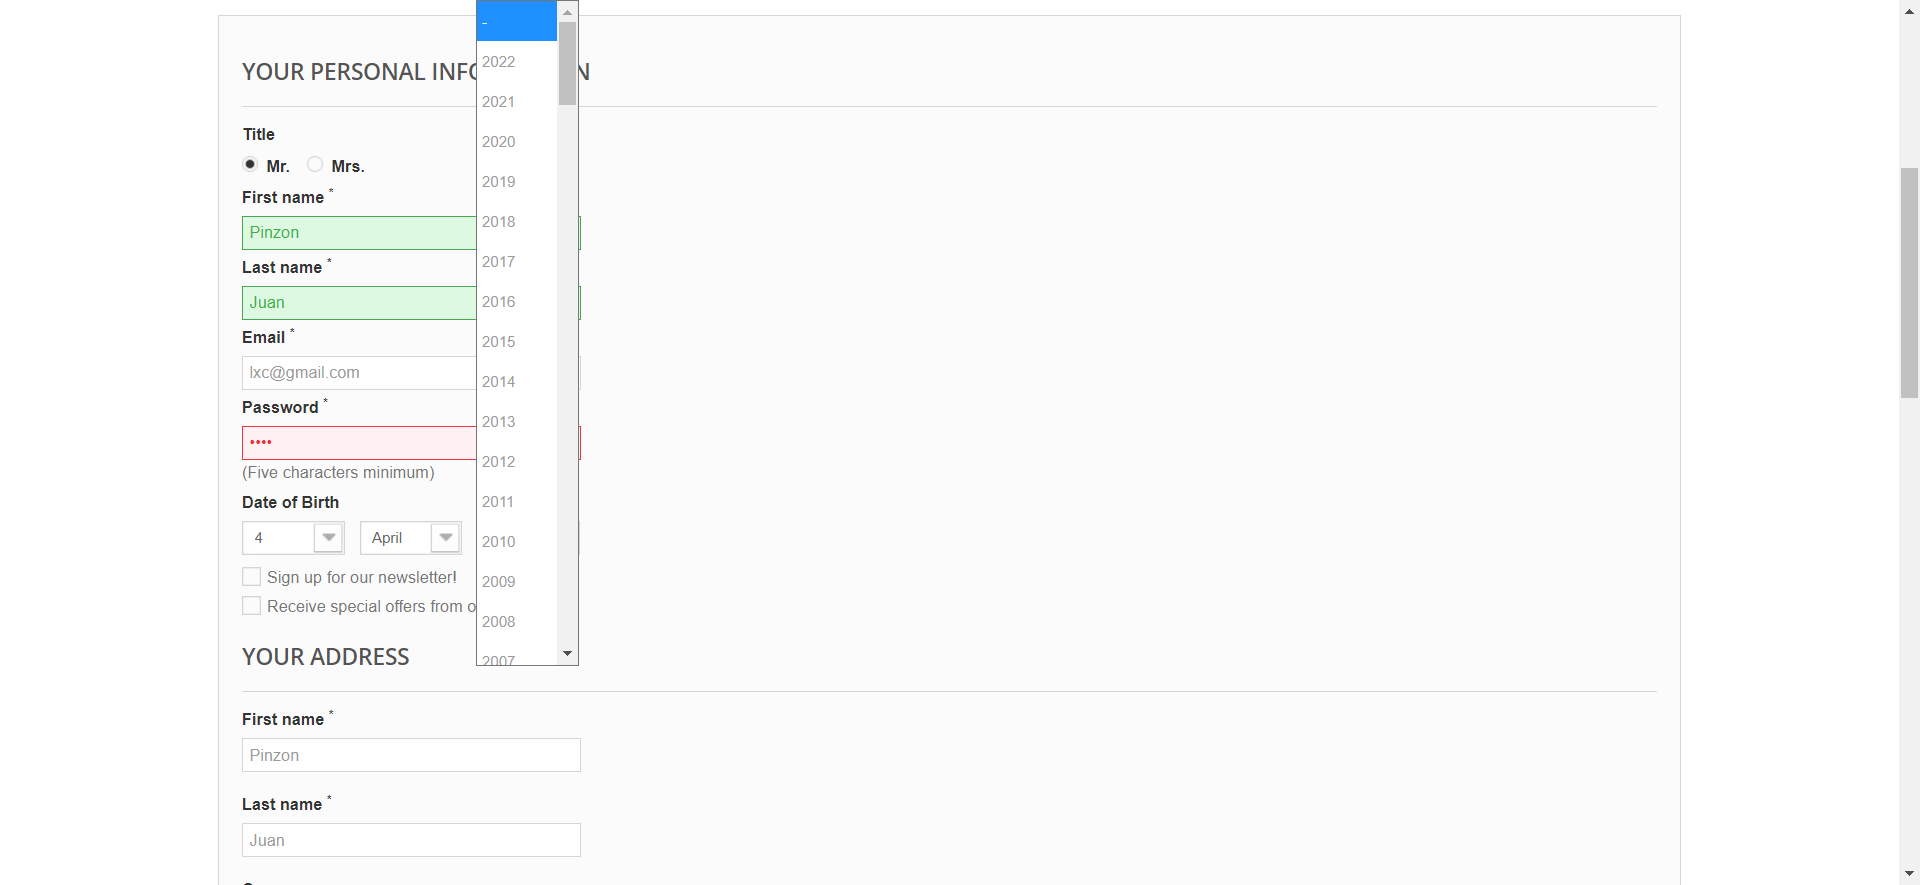 YOUR PERSONAL INFO N
Title
Mr. Mrs.
First name *
Pinzon
Last name *
Juan
Email *
lxc@gmail.com
Password *
••••
(Five characters minimum)
Date of Birth
4 April
Sign up for our newsletter!
Receive special offers from o
-
2022
2021
2020
2019
2018
2017
2016
2015
2014
2013
2012
2011
2010
2009
2008
2007
YOUR ADDRESS
First name *
Pinzon
Last name *
Juan